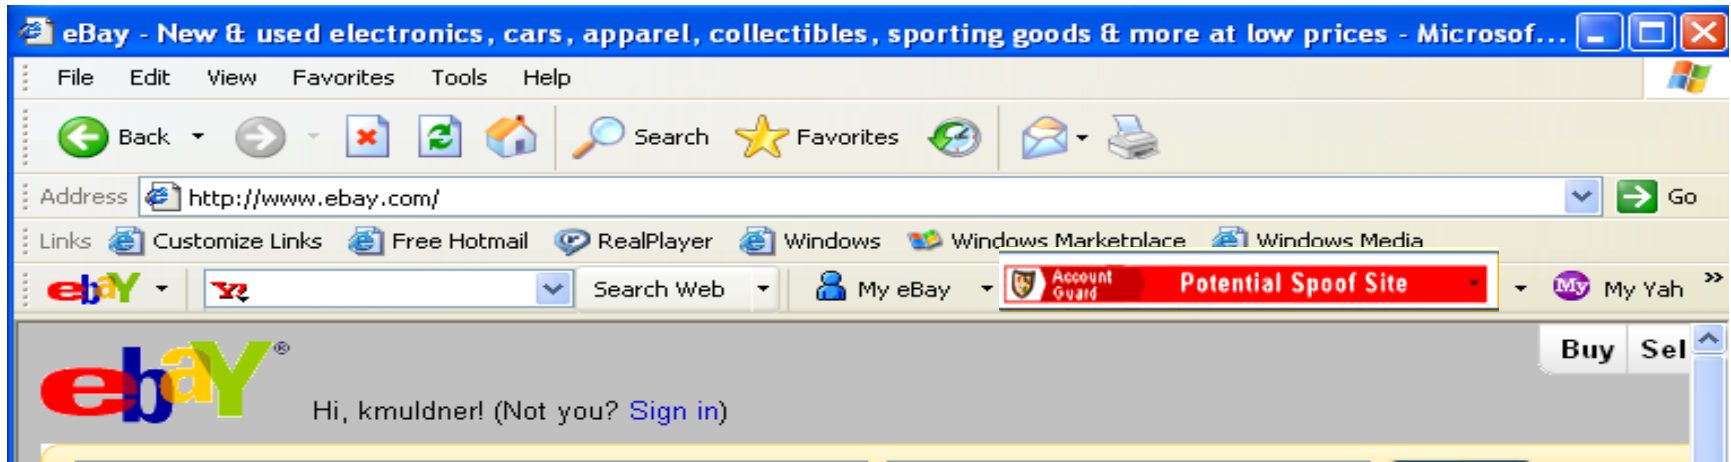 eBay - New & used electronics, cars, apparel, collectibles, sporting goods & more at low prices - Microsof...
File Edit View Favorites Tools Help
Back Search Favorites
Address http://www.ebay.com/ Go
Links Customize Links Free Hotmail RealPlayer Windows Windows Marketplace Windows Media
ebaY Y! Search Web My eBay Account Guard Potential Spoof Site My My Yah »
ebaY® Buy Sel
Hi, kmuldner! (Not you? Sign in)